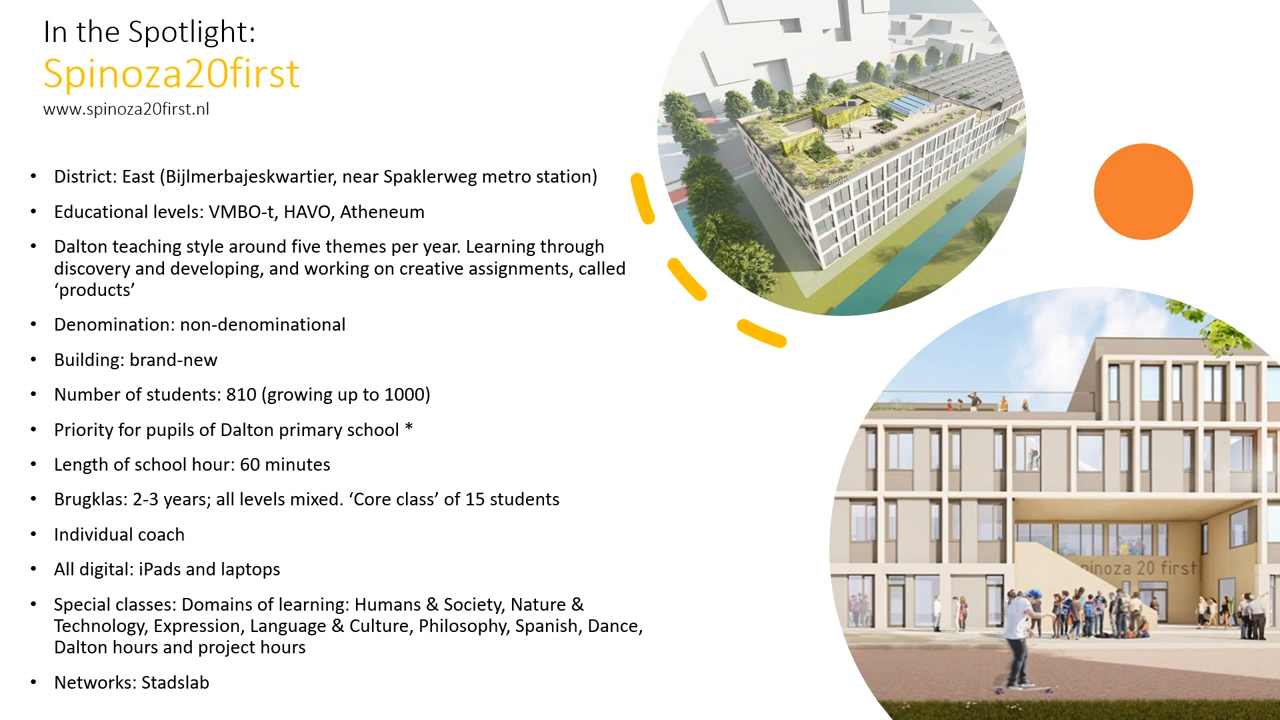 In the Spotlight:
Spinoza20first
www.spinoza20first.nl
• District: East (Bijlmerbajeskwartier, near Spaklerweg metro station)
• Educational levels: VMBO-t, HAVO, Atheneum
• Dalton teaching style around five themes per year. Learning through
discovery and developing, and working on creative assignments, called
‘products’
• Denomination: non-denominational
• Building: brand-new
• Number of students: 810 (growing up to 1000)
• Priority for pupils of Dalton primary school *
• Length of school hour: 60 minutes
• Brugklas: 2-3 years; all levels mixed. ‘Core class’ of 15 students
• Individual coach
• All digital: iPads and laptops
• Special classes: Domains of learning: Humans & Society, Nature &
Technology, Expression, Language & Culture, Philosophy, Spanish, Dance,
Dalton hours and project hours
• Networks: Stadslab
pinoza 20 first